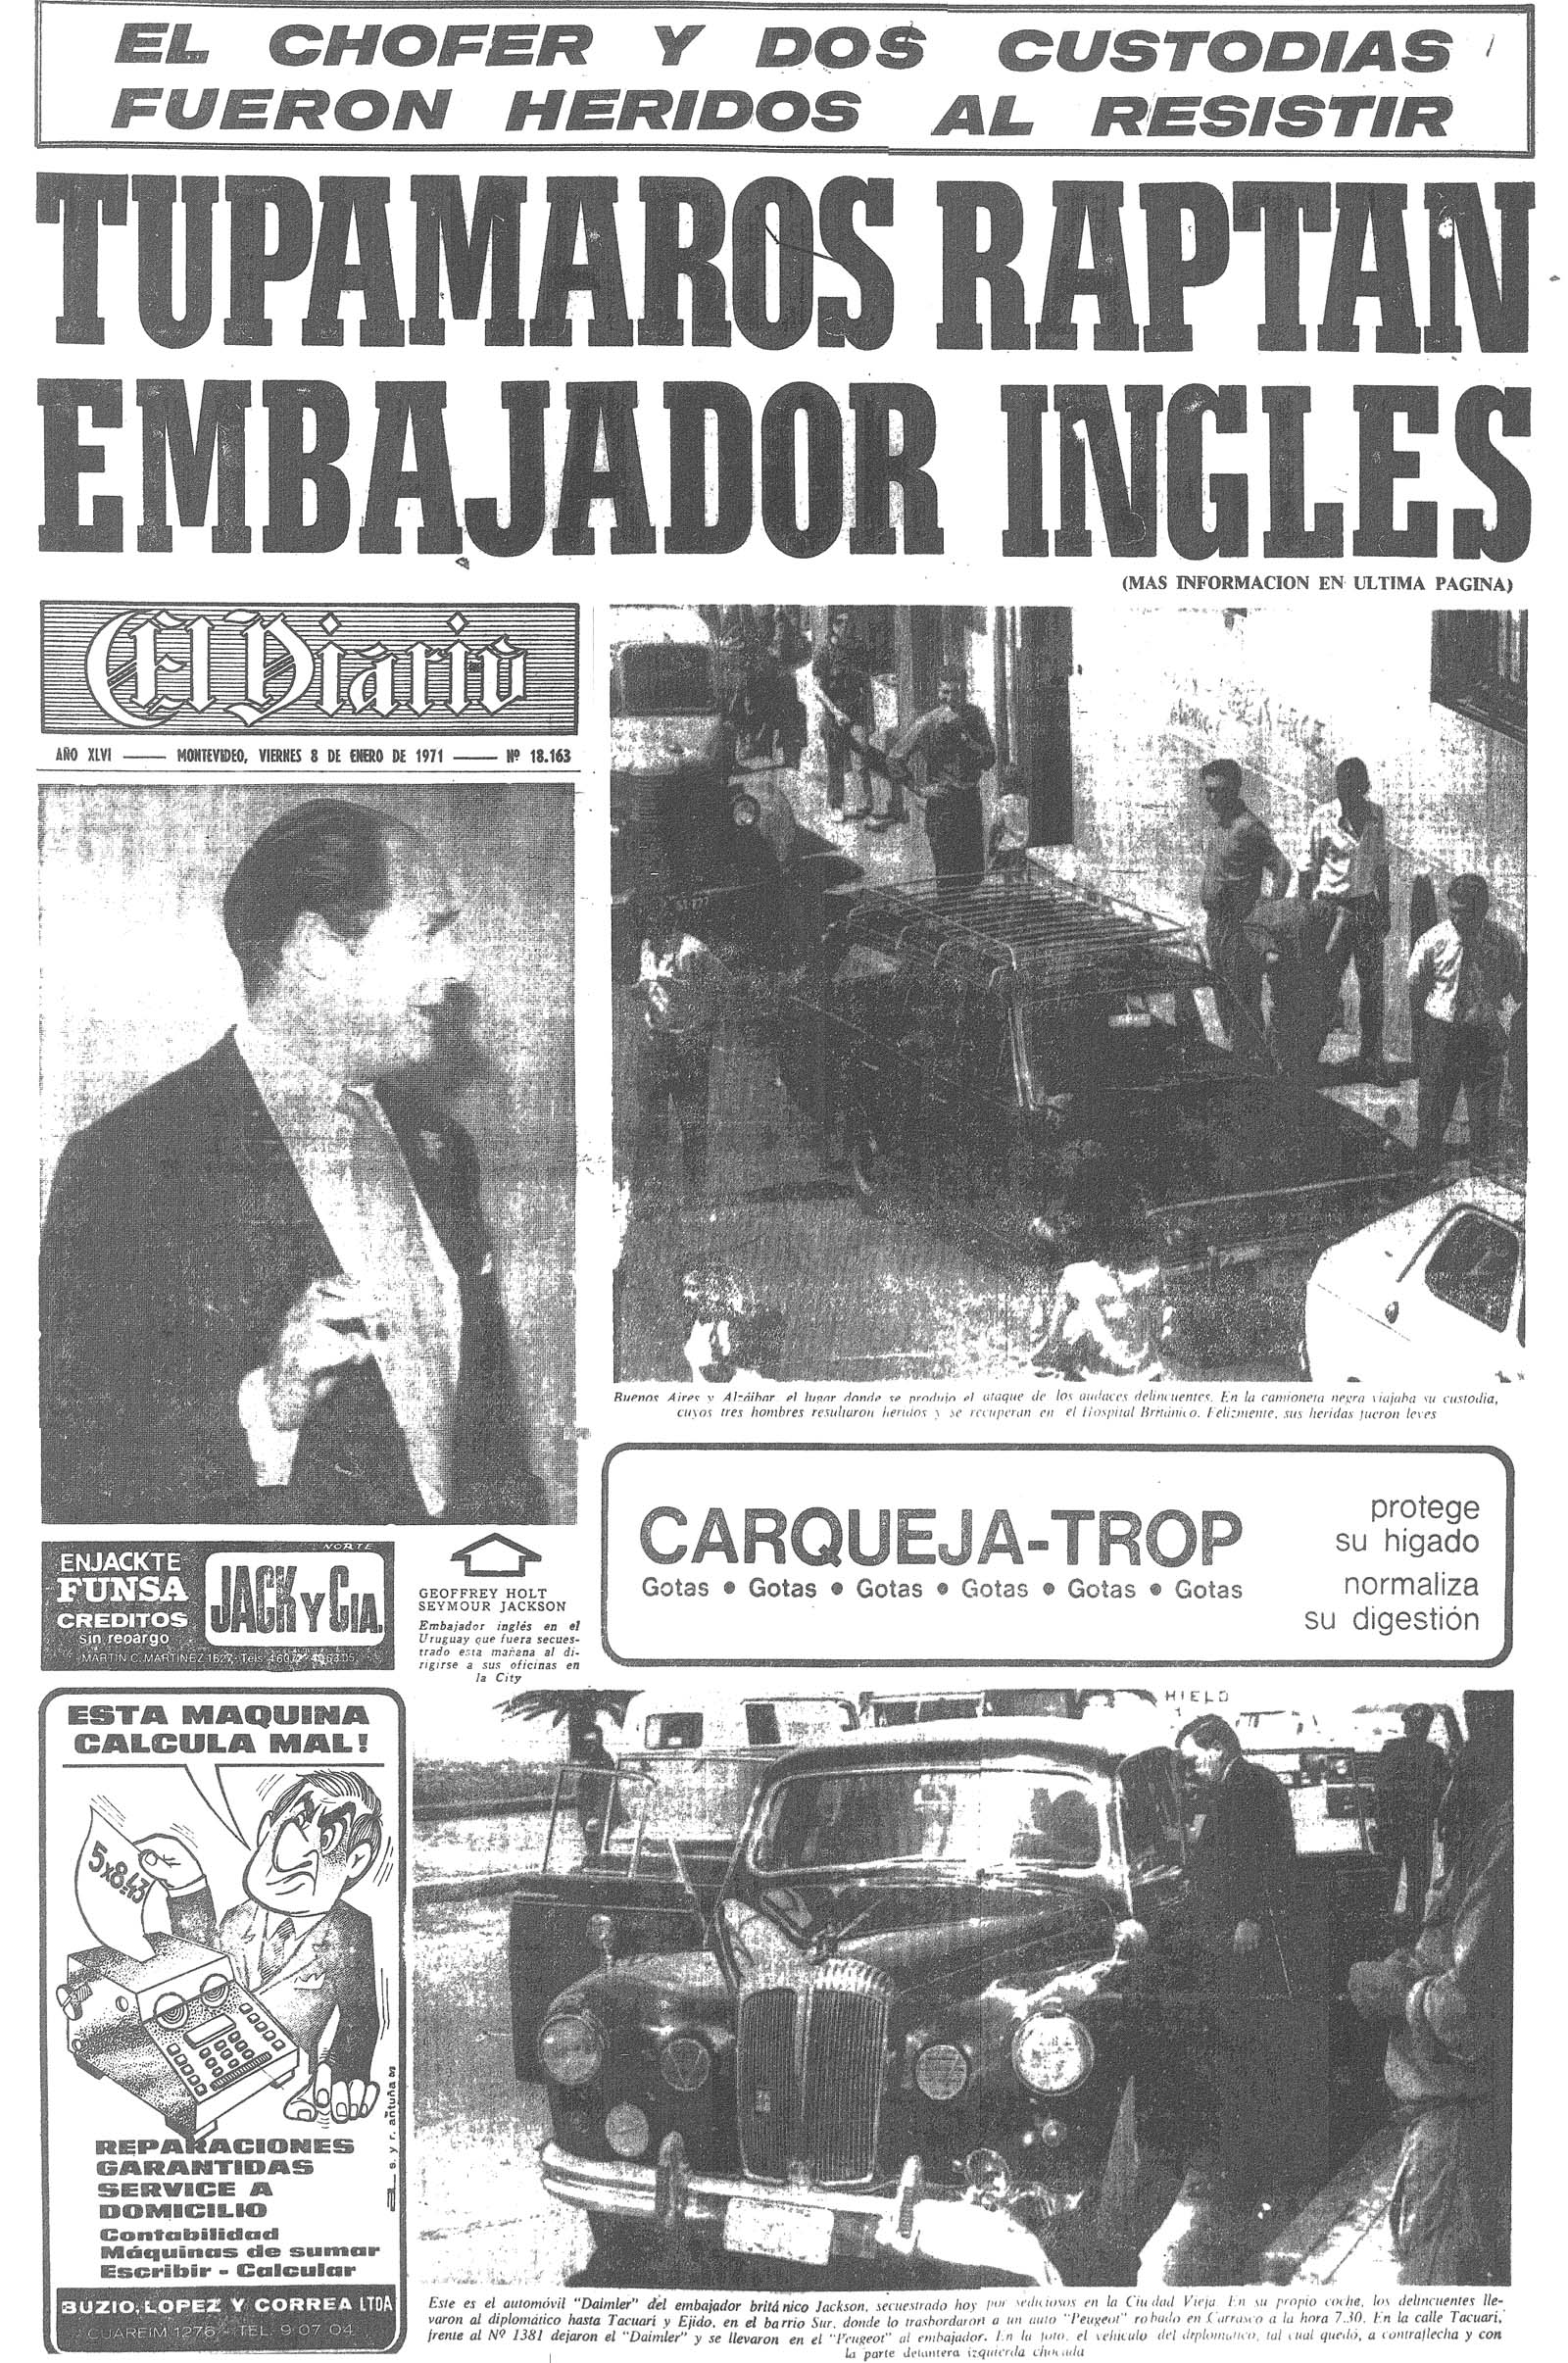 EL CHOFER Y DOS CUSTODIAS
FUERON HERIDOS AL RESISTIR
TUPAMAROS RAPTAN
EMBAJADOR INGLES
(MAS INFORMACION EN ULTIMA PAGINA)
El Diario
AÑO XLVI — MONTEVIDEO, VIERNES 8 DE ENERO DE 1971 — Nº 18.163
Buenos Aires y Alzáibar el lugar donde se produjo el ataque de los audaces delincuentes. En la camioneta negra viajaba su custodia,
cuyos tres hombres resultaron heridos y se recuperan en el Hospital Británico. Felizmente, sus heridas fueron leves
CARQUEJA-TROP
Gotas • Gotas • Gotas • Gotas • Gotas • Gotas
protege
su higado
normaliza
su digestión
NORTE
ENJACKTE
FUNSA
CREDITOS
sin recargo
JACK Y CIA.
MARTIN C. MARTINEZ 1627 - Tels.
GEOFFREY HOLT
SEYMOUR JACKSON
Embajador inglés en el
Uruguay que fuera secues-
trado esta mañana al di-
rigirse a sus oficinas en
la City
ESTA MAQUINA
CALCULA MAL!
5x8=43
s. y r. antuña
REPARACIONES
GARANTIDAS
SERVICE A
DOMICILIO
Contabilidad
Máquinas de sumar
Escribir - Calcular
BUZIO, LOPEZ Y CORREA LTDA
CUAREIM 1276 - TEL. 9 07 04
HIELD
Este es el automóvil "Daimler" del embajador británico Jackson, secuestrado hoy por sediciosos en la Ciudad Vieja. En su propio coche, los delincuentes lle-
varon al diplomático hasta Tacuarí y Ejido, en el barrio Sur, donde lo trasbordaron a un auto "Peugeot" robado en Carrasco a la hora 7.30. En la calle Tacuarí,
frente al Nº 1381 dejaron el "Daimler" y se llevaron en el "Peugeot" al embajador. En la foto, el vehículo del diplomático, tal cual quedó, a contraflecha y con
la parte delantera izquierda chocada